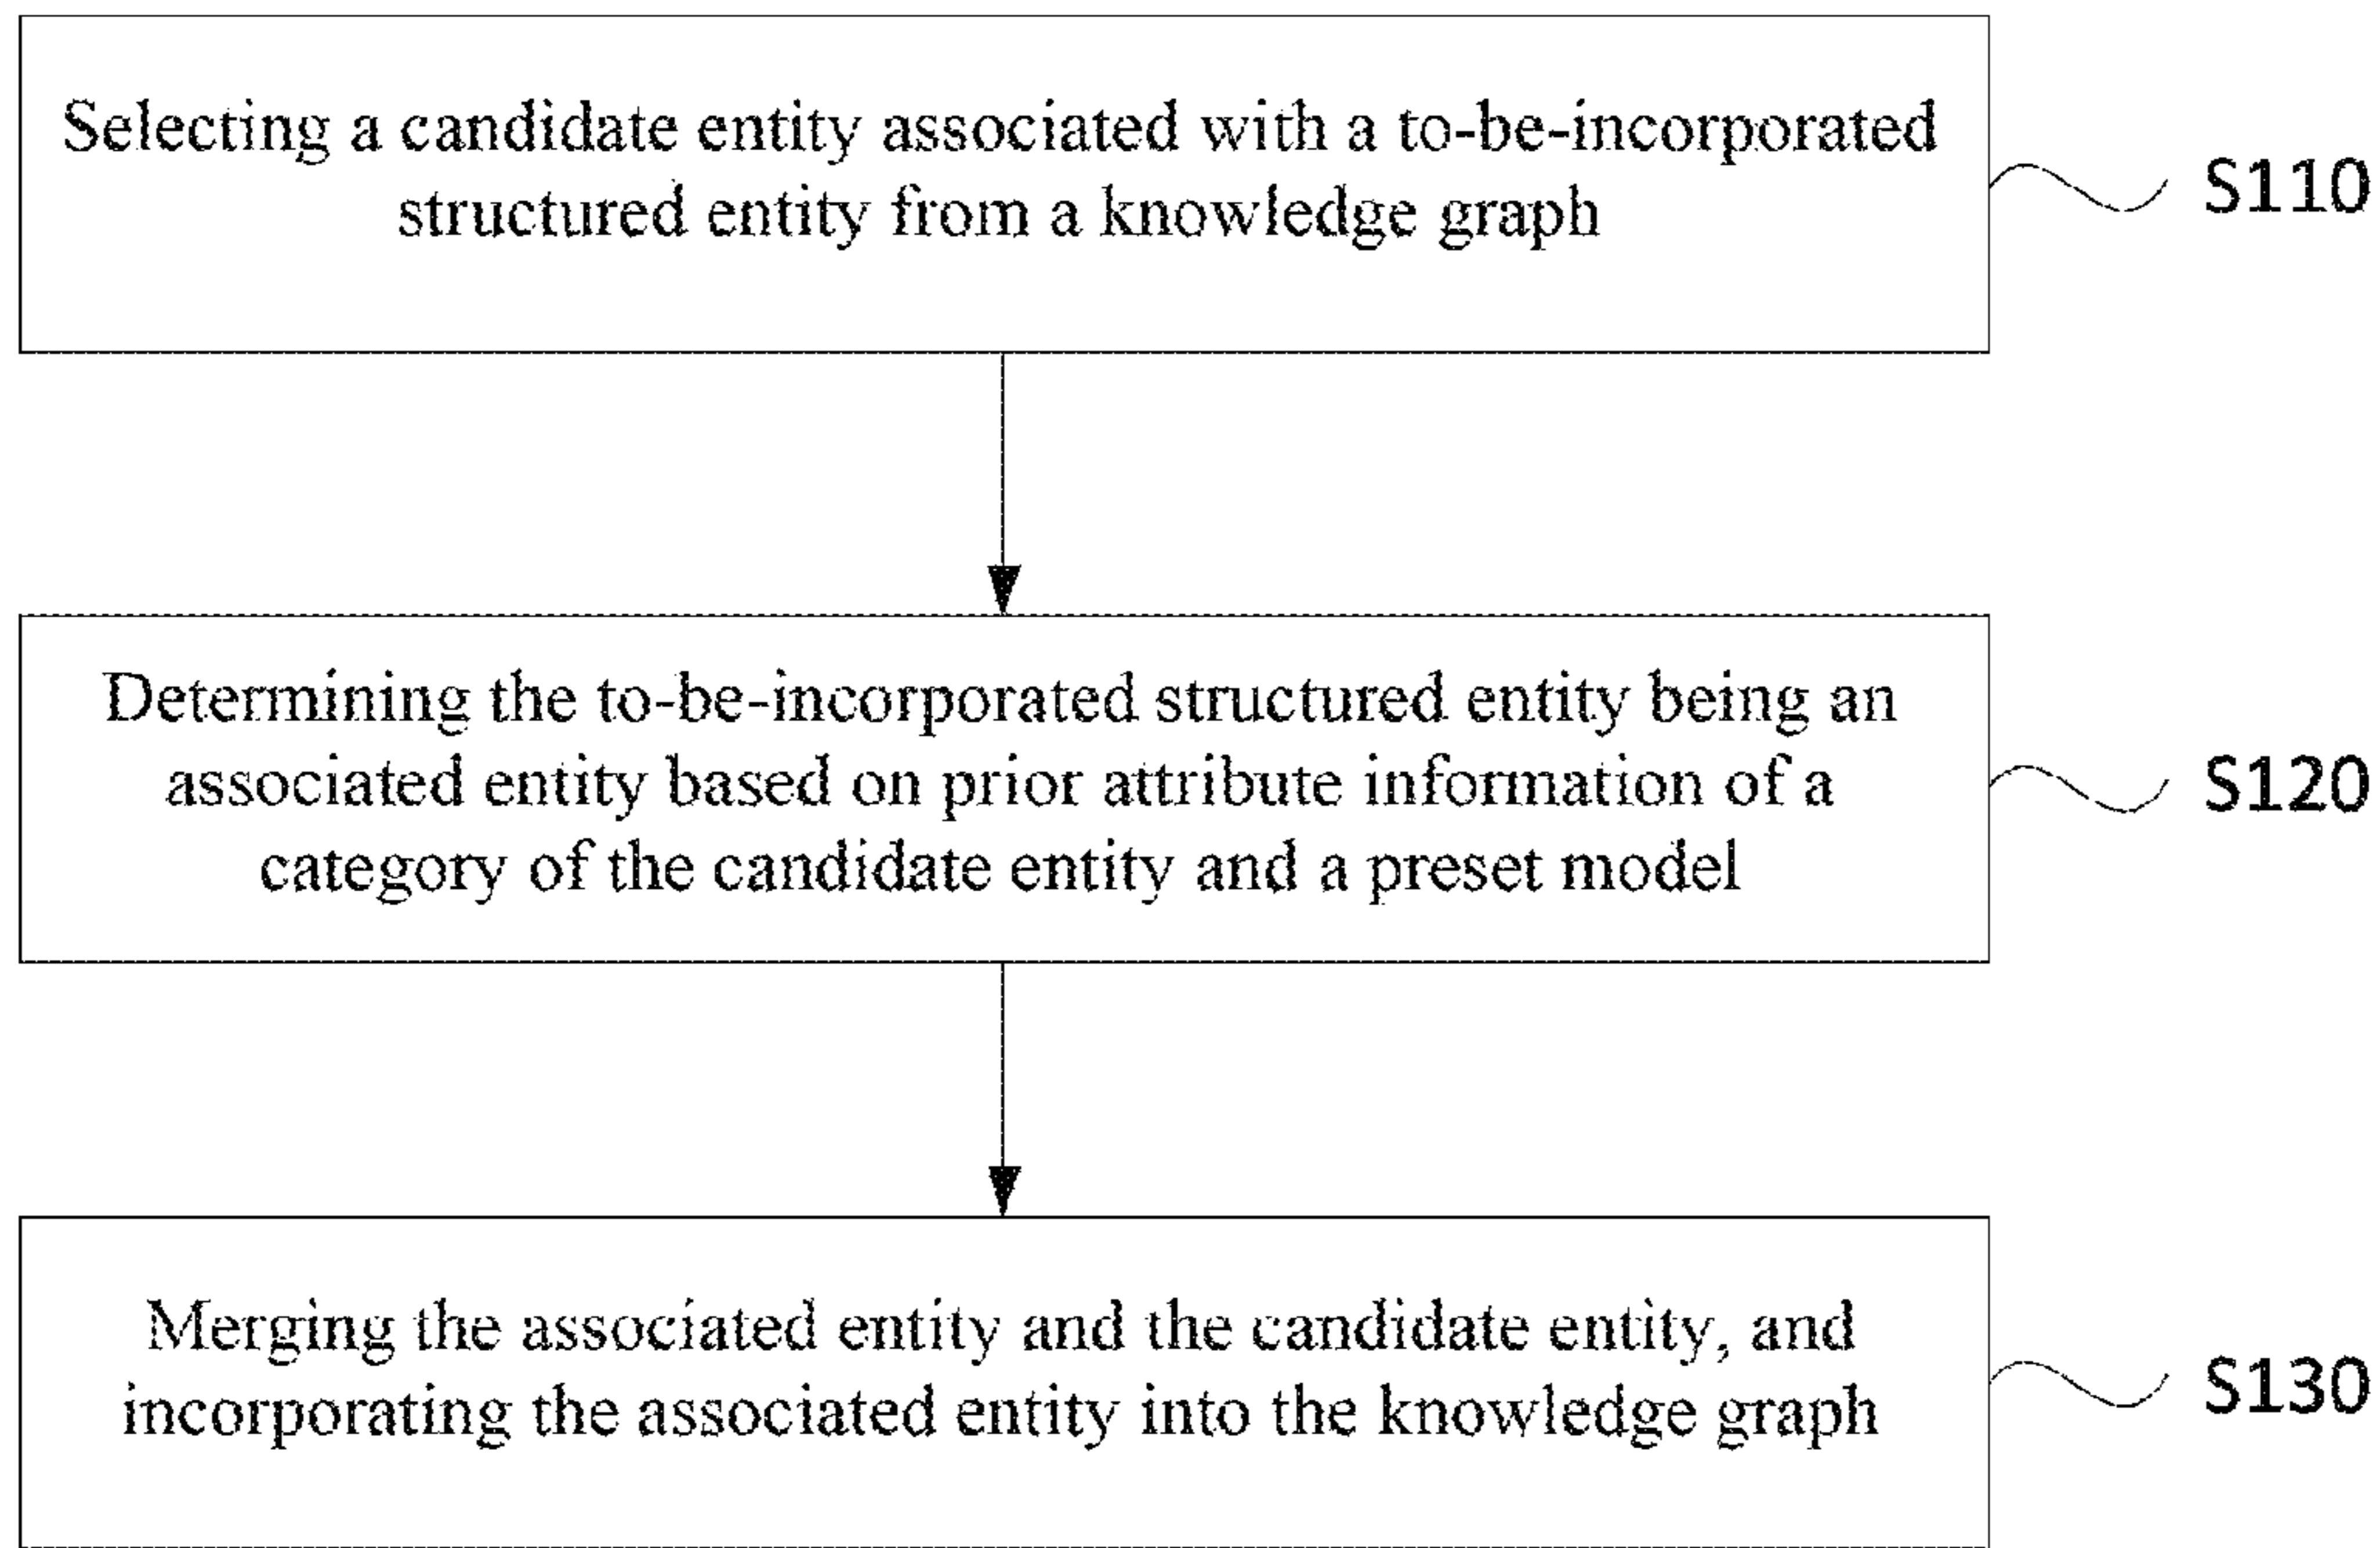 Selecting a candidate entity associated with a to-be-incorporated
structured entity from a knowledge graph
S110
Determining the to-be-incorporated structured entity being an
associated entity based on prior attribute information of a
category of the candidate entity and a preset model
S120
Merging the associated entity and the candidate entity, and
incorporating the associated entity into the knowledge graph
S130